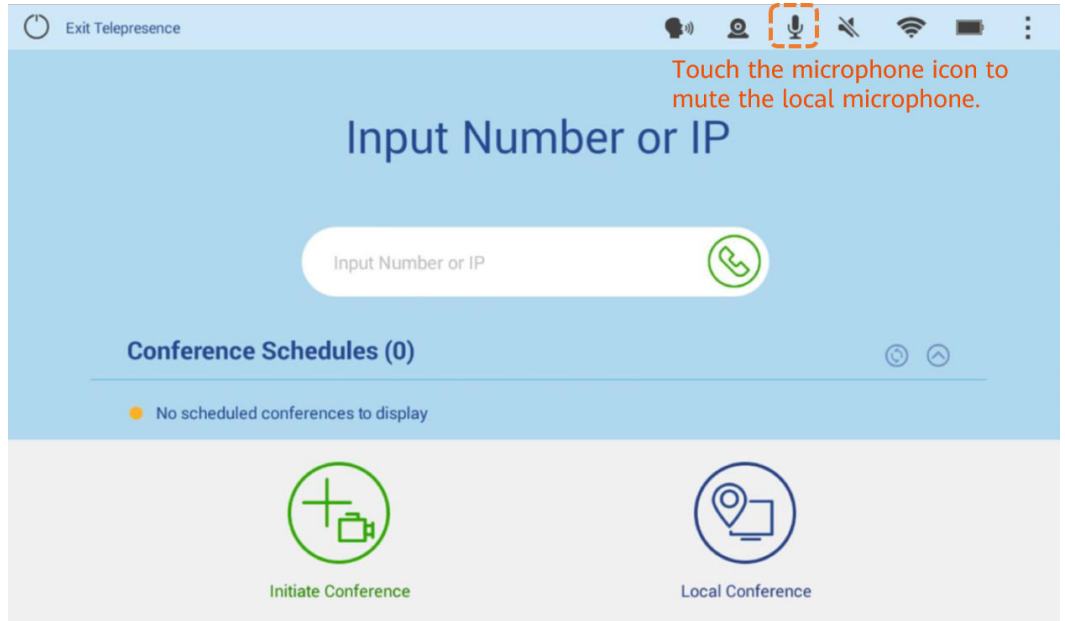 Exit Telepresence
Touch the microphone icon to
mute the local microphone.
Input Number or IP
Input Number or IP
Conference Schedules (0)
No scheduled conferences to display
Initiate Conference
Local Conference